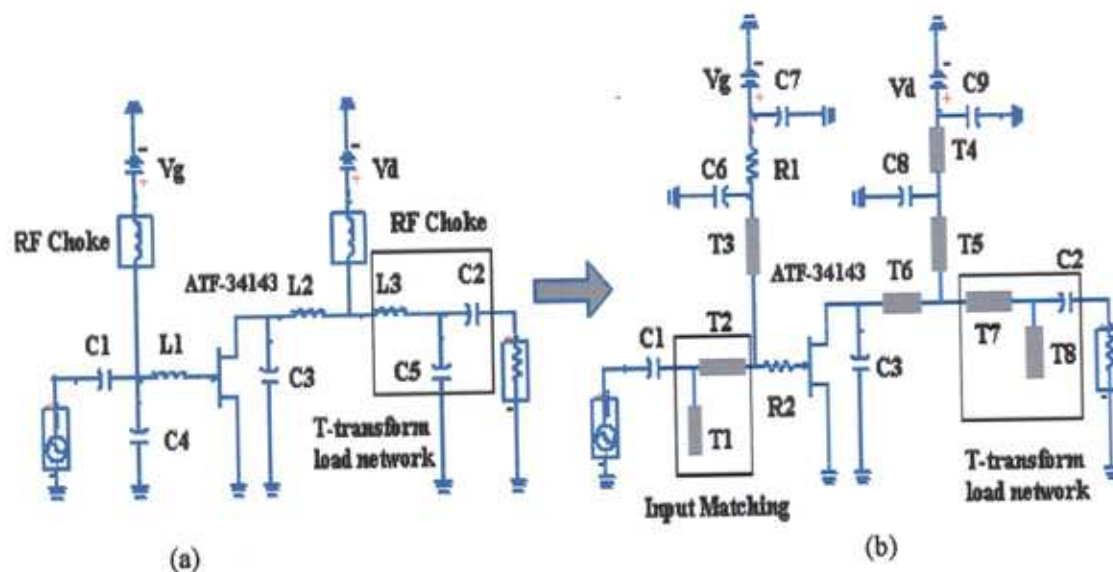 Vg
Vd
RF Choke
RF Choke
ATF-34143
L2
L3
C2
C1
L1
C3
C5
C4
T-transform
load network
(a)
Vg
C7
Vd
C9
C6
R1
C8
T4
T3
T5
ATF-34143
T6
C2
C1
T2
T7
T8
C3
R2
T1
Input Matching
T-transform
load network
(b)